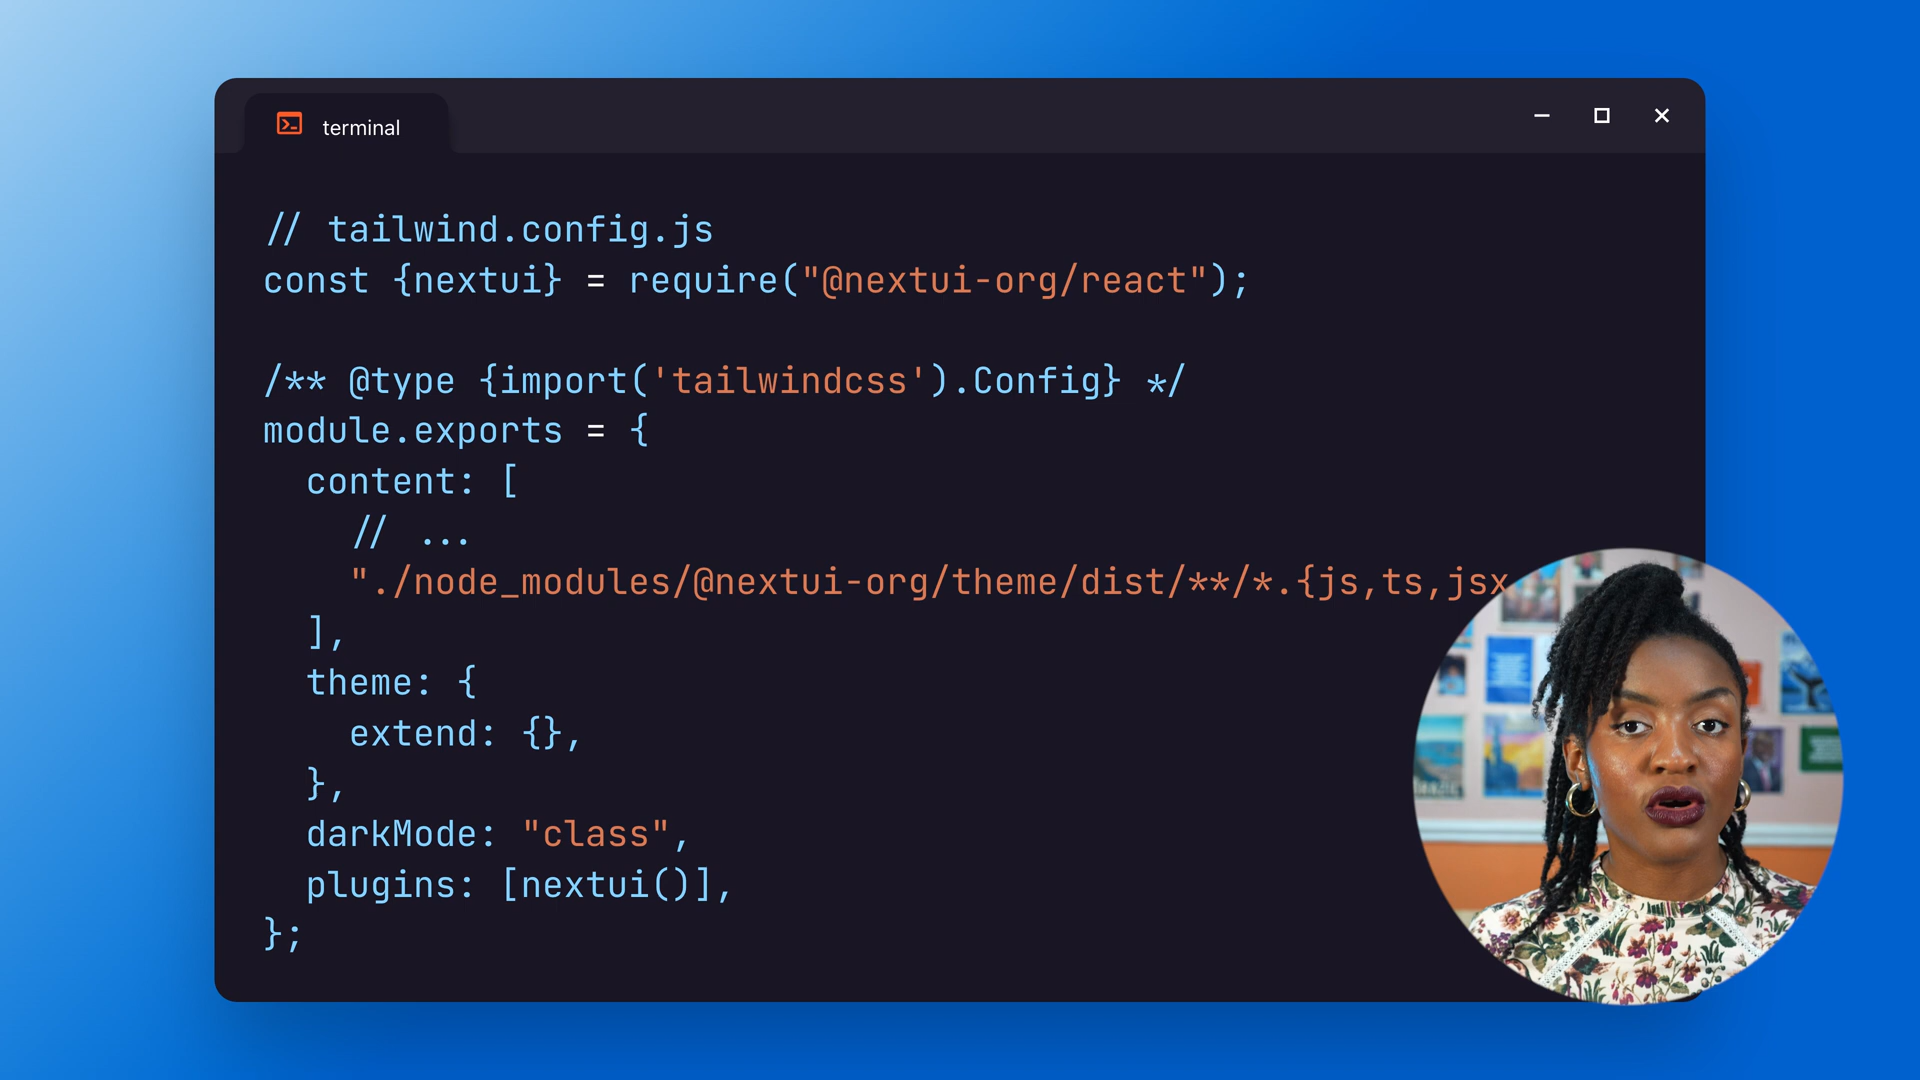 terminal
// tailwind.config.js
const {nextui} = require("@nextui-org/react");
/** @type {import('tailwindcss').Config} */
module.exports = {
content: [
// ...
"./node_modules/@nextui-org/theme/dist/**/*.{js,ts,jsx
],
theme: {
extend: {},
},
darkMode: "class",
plugins: [nextui()],
};